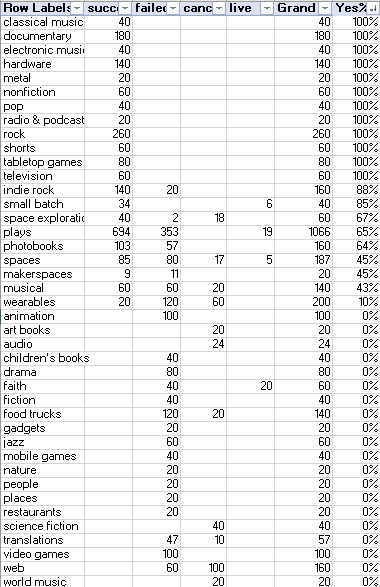 Row Labels succe failed canc live Grand Yes%
classical music 40 40 100%
documentary 180 180 100%
electronic music 40 40 100%
hardware 140 140 100%
metal 20 20 100%
nonfiction 60 60 100%
pop 40 40 100%
radio & podcast 20 20 100%
rock 260 260 100%
shorts 60 60 100%
tabletop games 80 80 100%
television 60 60 100%
indie rock 140 20 160 88%
small batch 34 6 40 85%
space exploratic 40 2 18 60 67%
plays 694 353 19 1066 65%
photobooks 103 57 160 64%
spaces 85 80 17 5 187 45%
makerspaces 9 11 20 45%
musical 60 60 20 140 43%
wearables 20 120 60 200 10%
animation 100 100 0%
art books 20 20 0%
audio 24 24 0%
children's books 40 40 0%
drama 80 80 0%
faith 40 20 60 0%
fiction 40 40 0%
food trucks 120 20 140 0%
gadgets 20 20 0%
jazz 60 60 0%
mobile games 40 40 0%
nature 20 20 0%
people 20 20 0%
places 20 20 0%
restaurants 20 20 0%
science fiction 40 40 0%
translations 47 10 57 0%
video games 100 100 0%
web 60 100 160 0%
world music 20 20 0%